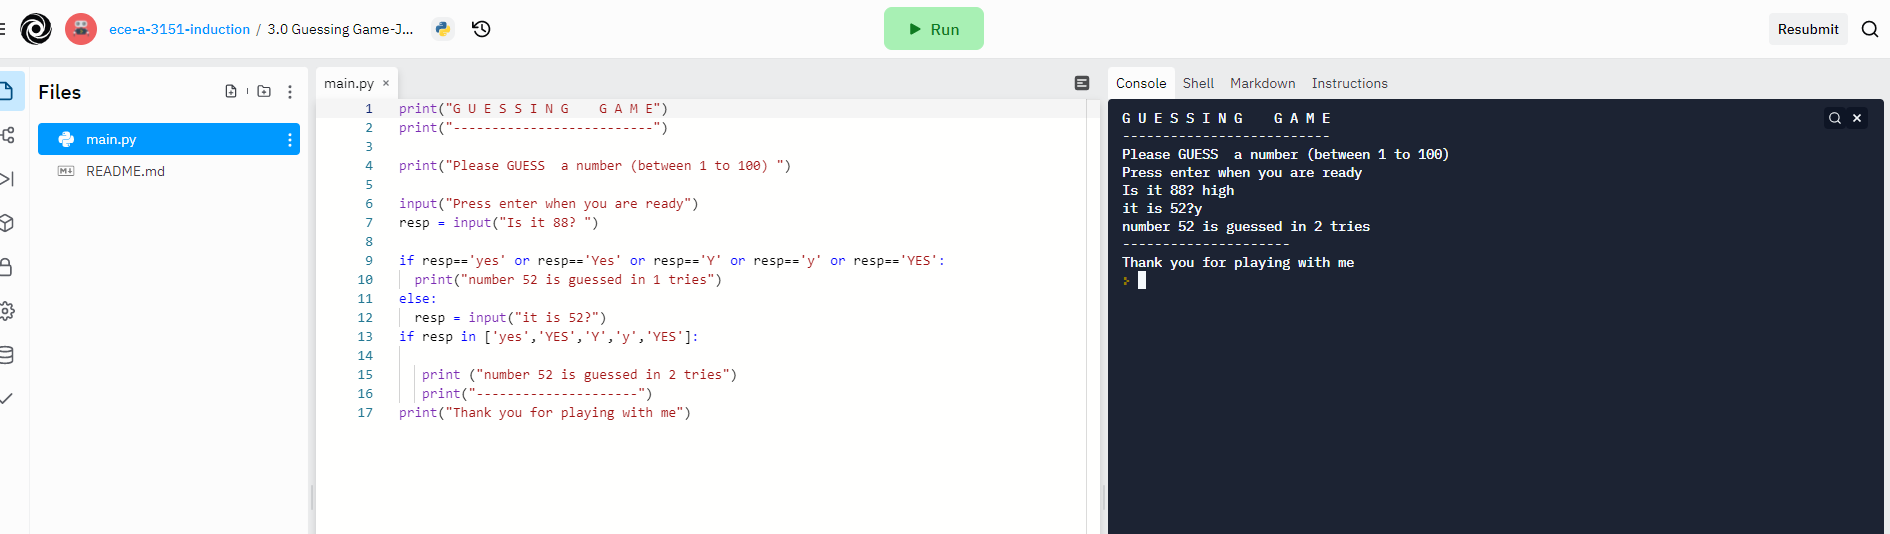 ece-a-3151-induction / 3.0 Guessing Game-J...
Run
Resubmit
Files
main.py
README.md
main.py ×
1 print("G U E S S I N G    G A M E")
2 print("--------------------------")
3
4 print("Please GUESS  a number (between 1 to 100) ")
5
6 input("Press enter when you are ready")
7 resp = input("Is it 88? ")
8
9 if resp=='yes' or resp=='Yes' or resp=='Y' or resp=='y' or resp=='YES':
10   print("number 52 is guessed in 1 tries")
11 else:
12   resp = input("it is 52?")
13 if resp in ['yes','YES','Y','y','YES']:
14
15    print ("number 52 is guessed in 2 tries")
16    print("---------------------")
17 print("Thank you for playing with me")
Console Shell Markdown Instructions
G U E S S I N G    G A M E
--------------------------
Please GUESS  a number (between 1 to 100)
Press enter when you are ready
Is it 88? high
it is 52?y
number 52 is guessed in 2 tries
---------------------
Thank you for playing with me